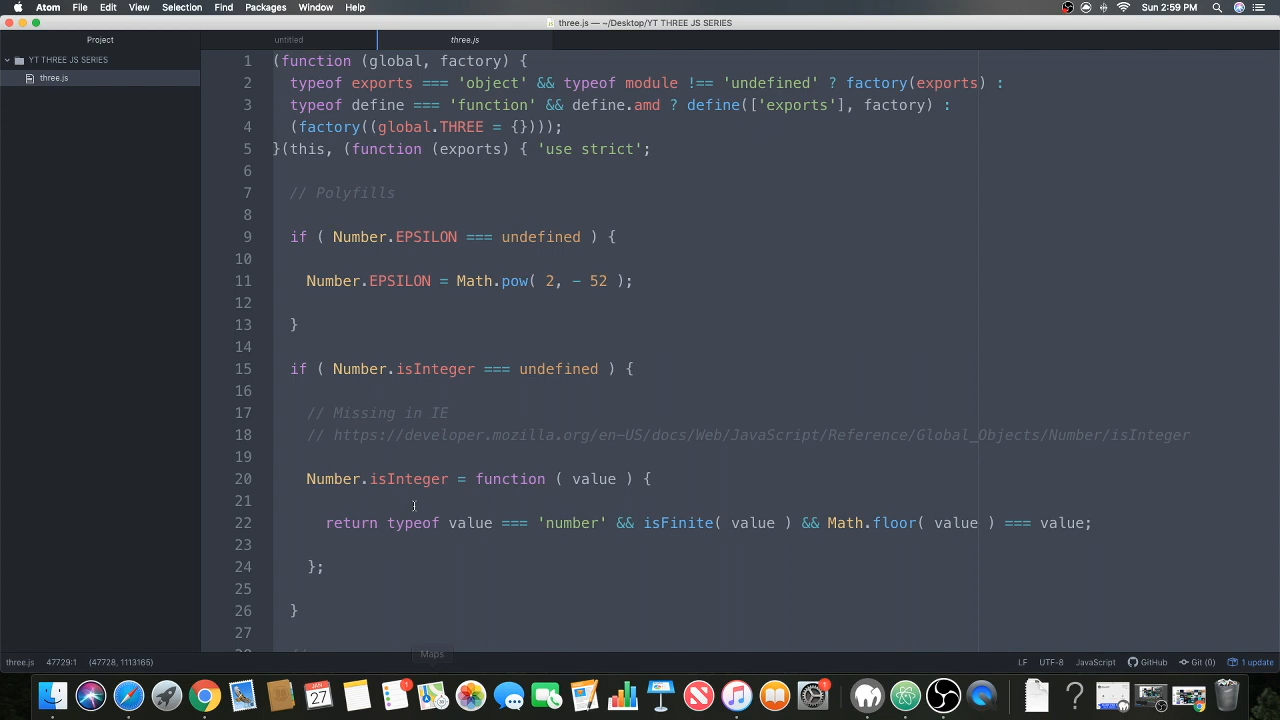 Atom File Edit View Selection Find Packages Window Help
Sun 2:59 PM
three.js — ~/Desktop/YT THREE JS SERIES
Project
untitled
three.js
YT THREE JS SERIES
three.js
1 (function (global, factory) {
2 typeof exports === 'object' && typeof module !== 'undefined' ? factory(exports) :
3 typeof define === 'function' && define.amd ? define(['exports'], factory) :
4 (factory((global.THREE = {})));
5 }(this, (function (exports) { 'use strict';
6
7 // Polyfills
8
9 if ( Number.EPSILON === undefined ) {
10
11 Number.EPSILON = Math.pow( 2, - 52 );
12
13 }
14
15 if ( Number.isInteger === undefined ) {
16
17 // Missing in IE
18 // https://developer.mozilla.org/en-US/docs/Web/JavaScript/Reference/Global_Objects/Number/isInteger
19
20 Number.isInteger = function ( value ) {
21
22 return typeof value === 'number' && isFinite( value ) && Math.floor( value ) === value;
23
24 };
25
26 }
27
Maps
three.js 47729:1 (47728, 1113165)
LF UTF-8 JavaScript GitHub Git (0) 1 update
JAN
27
1
1